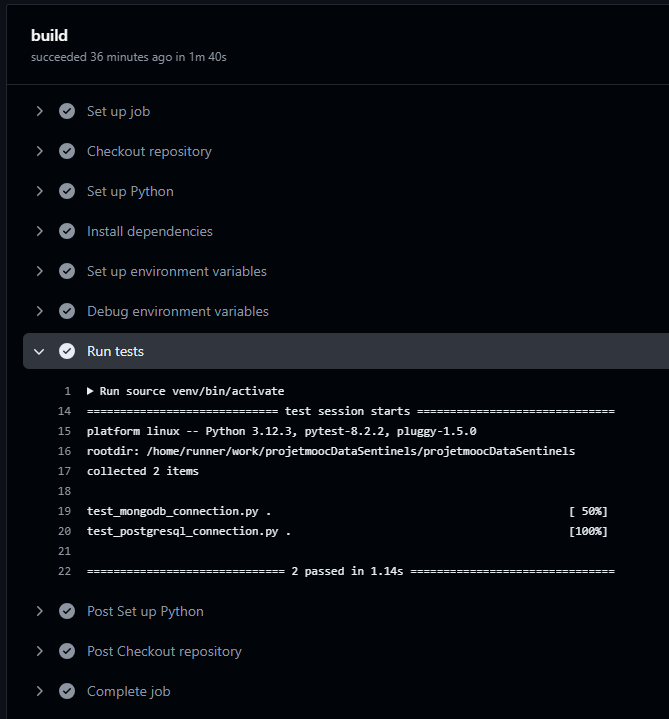 build
succeeded 36 minutes ago in 1m 40s
Set up job
Checkout repository
Set up Python
Install dependencies
Set up environment variables
Debug environment variables
Run tests
1 Run source venv/bin/activate
14 ============================= test session starts ==============================
15 platform linux -- Python 3.12.3, pytest-8.2.2, pluggy-1.5.0
16 rootdir: /home/runner/work/projetmoocDataSentinels/projetmoocDataSentinels
17 collected 2 items
18
19 test_mongodb_connection.py . [ 50%]
20 test_postgresql_connection.py . [100%]
21
22 ============================== 2 passed in 1.14s ===============================
Post Set up Python
Post Checkout repository
Complete job